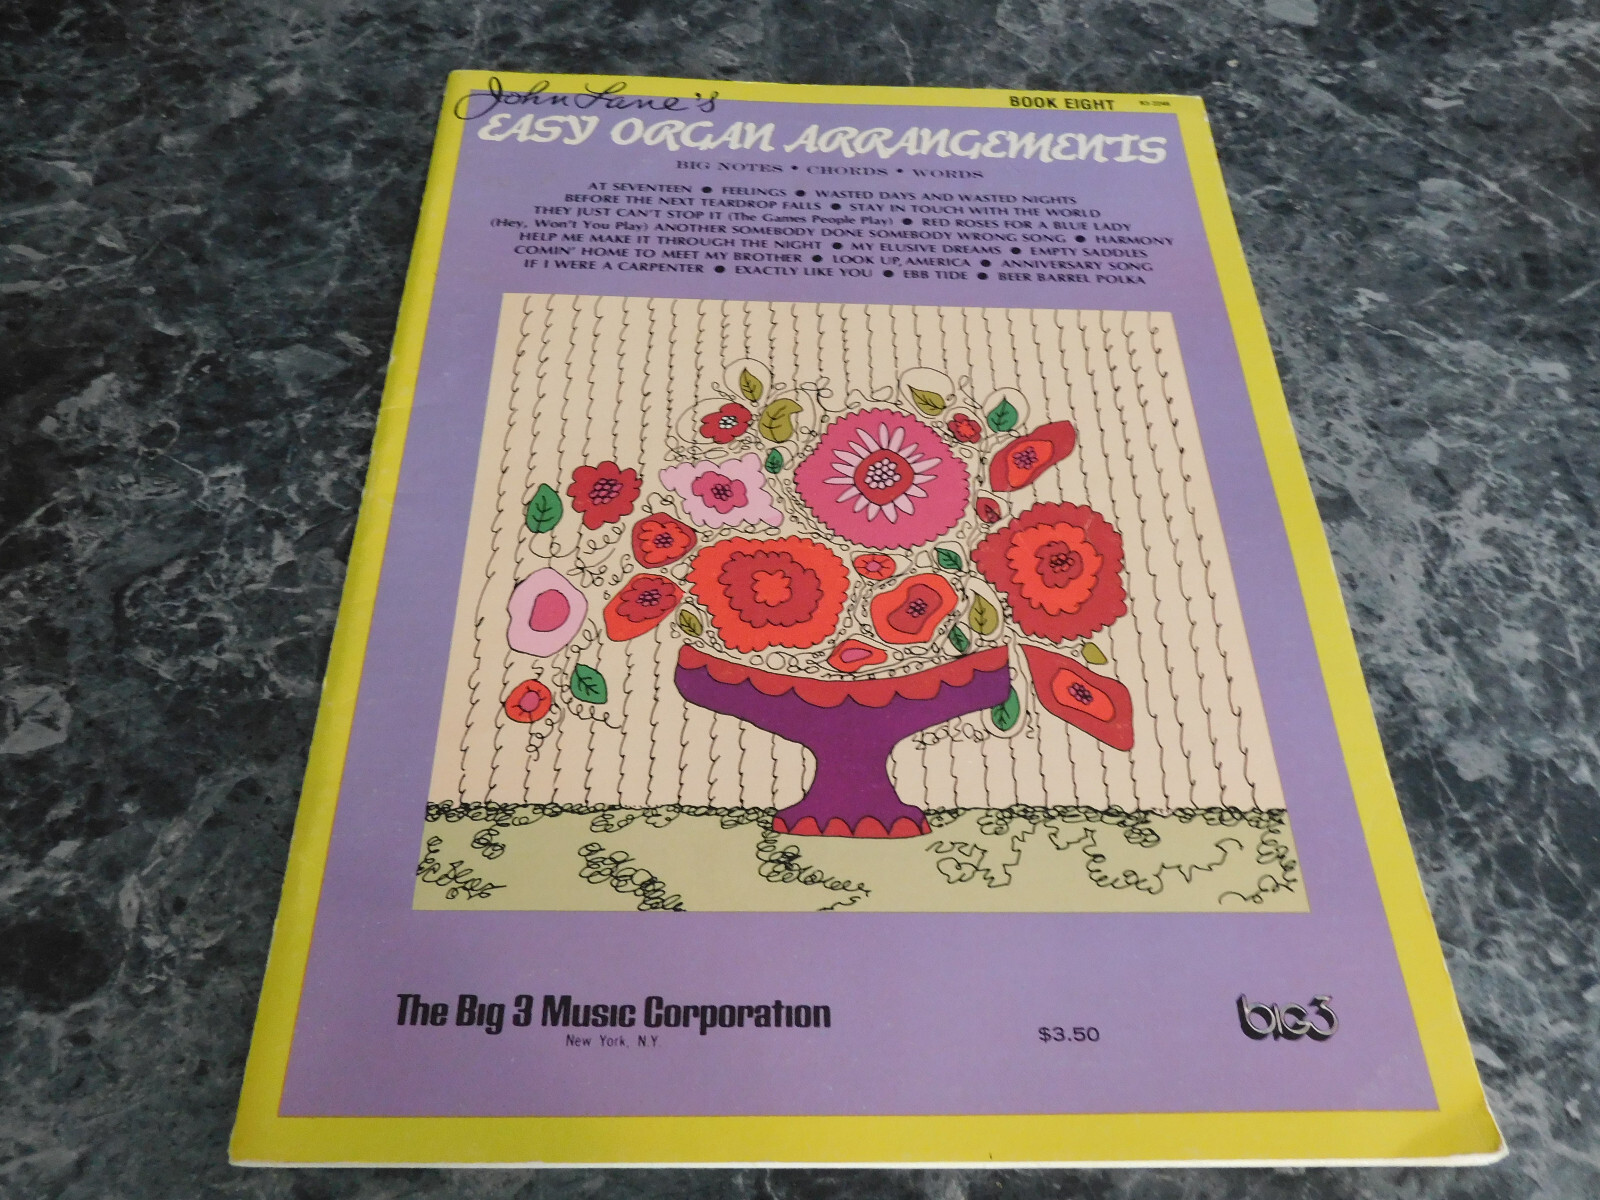 John Lane's
BOOK EIGHT
EASY ORGAN ARRANGEMENTS
BIG NOTES • CHORDS • WORDS
AT SEVENTEEN ● FEELINGS ● WASTED DAYS AND WASTED NIGHTS
BEFORE THE NEXT TEARDROP FALLS ● STAY IN TOUCH WITH THE WORLD
THEY JUST CAN'T STOP IT (The Games People Play) ● RED ROSES FOR A BLUE LADY
(Hey, Won't You Play) ANOTHER SOMEBODY DONE SOMEBODY WRONG SONG ● HARMONY
HELP ME MAKE IT THROUGH THE NIGHT ● MY ELUSIVE DREAMS ● EMPTY SADDLES
COMIN' HOME TO MEET MY BROTHER ● LOOK UP, AMERICA ● ANNIVERSARY SONG
IF I WERE A CARPENTER ● EXACTLY LIKE YOU ● EBB TIDE ● BEER BARREL POLKA
The Big 3 Music Corporation
New York, N.Y.
$3.50
big3